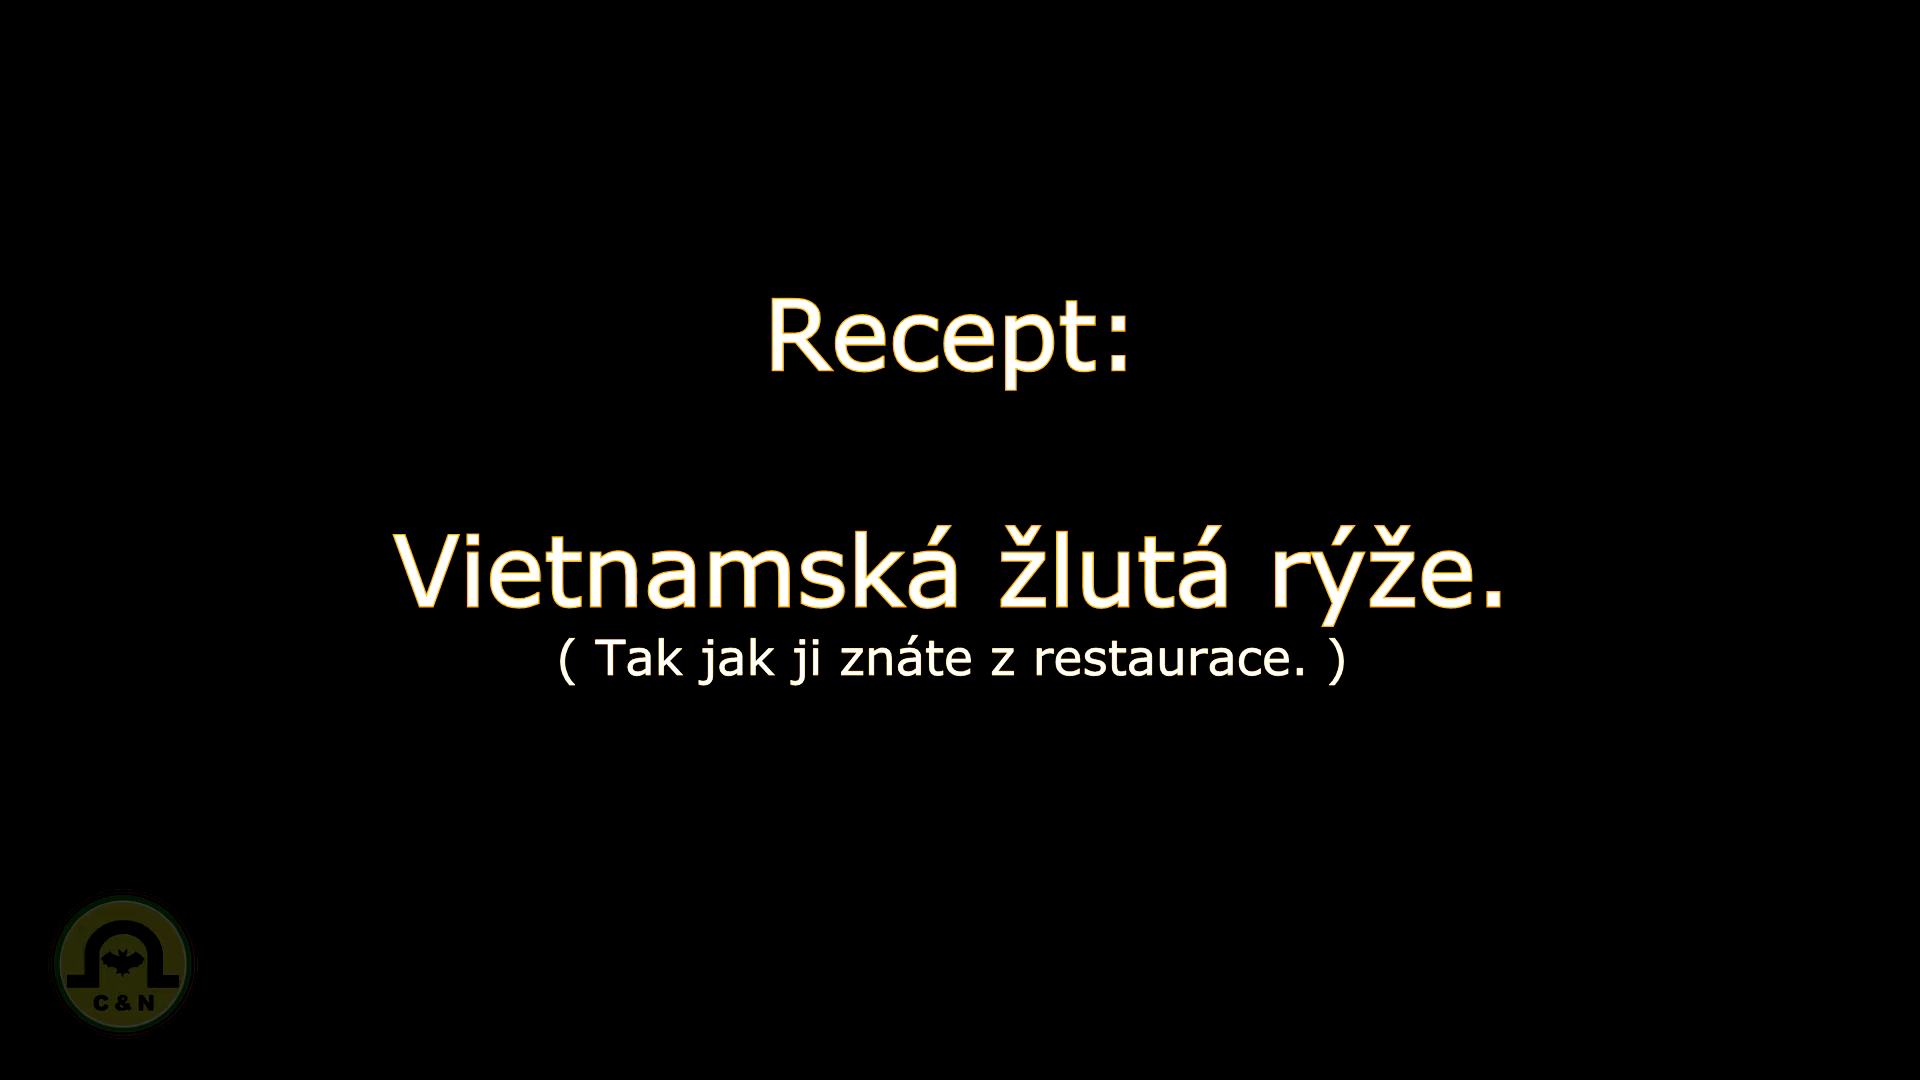 Recept:
Vietnamská žlutá rýže.
( Tak jak ji znáte z restaurace. )
C & N